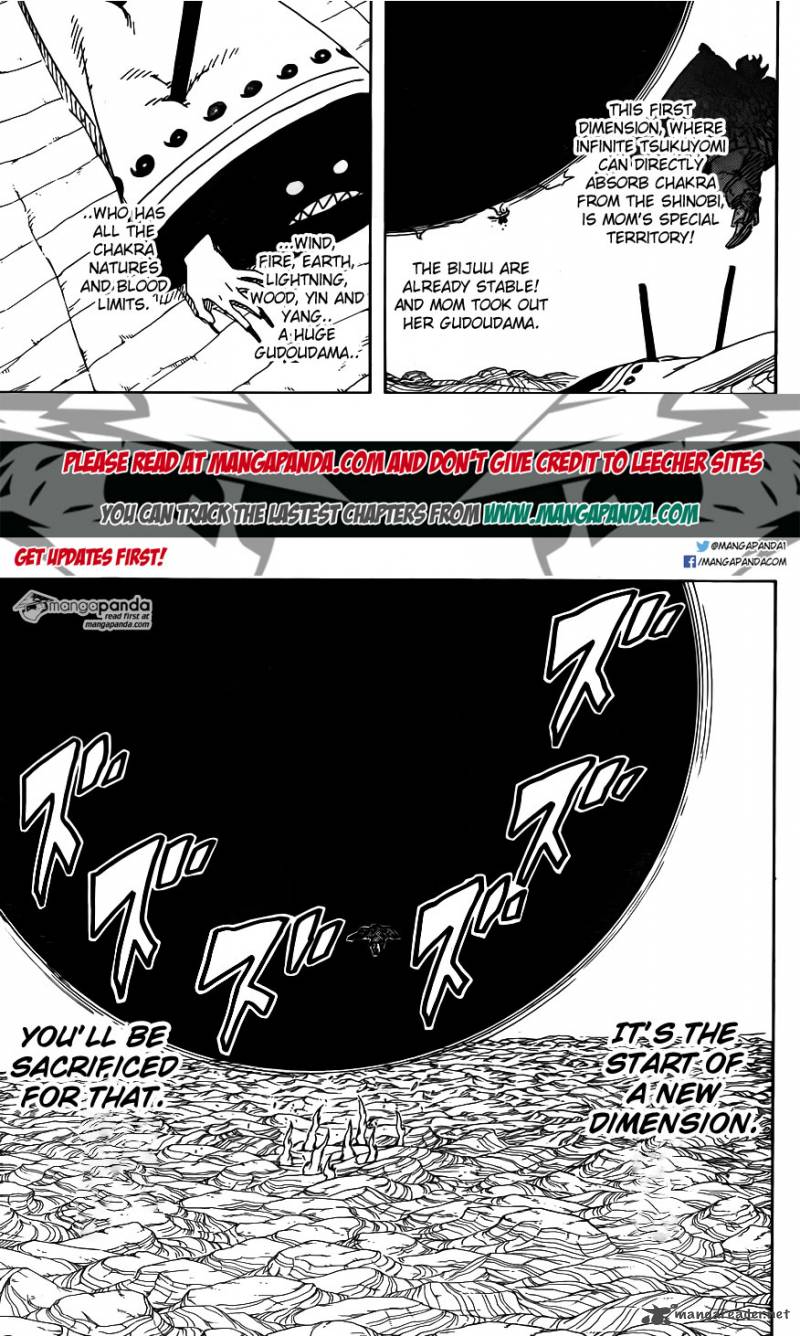 THIS FIRST
DIMENSION, WHERE
INFINITE TSUKUYOMI
CAN DIRECTLY
ABSORB CHAKRA
FROM THE SHINOBI,
IS MOM'S SPECIAL
TERRITORY!
THE BIJUU ARE
ALREADY STABLE!
AND MOM TOOK OUT
HER GUDOUDAMA.
...WIND,
FIRE, EARTH,
LIGHTNING,
WOOD, YIN AND
YANG..
A HUGE
GUDOUDAMA..
..WHO HAS
ALL THE
CHAKRA
NATURES
AND BLOOD
LIMITS.
PLEASE READ AT MANGAPANDA.COM AND DON'T GIVE CREDIT TO LEECHER SITES
YOU CAN TRACK THE LASTEST CHAPTERS FROM WWW.MANGAPANDA.COM
GET UPDATES FIRST!
@MANGAPANDA1
/MANGAPANDACOM
mangapanda
read first at
mangapanda.com
ズズ
ズズ
ズズ
ズズ
ズズ
ズズ
IT'S THE
START OF
A NEW
DIMENSION.
YOU'LL BE
SACRIFICED
FOR THAT.
mangareader.net